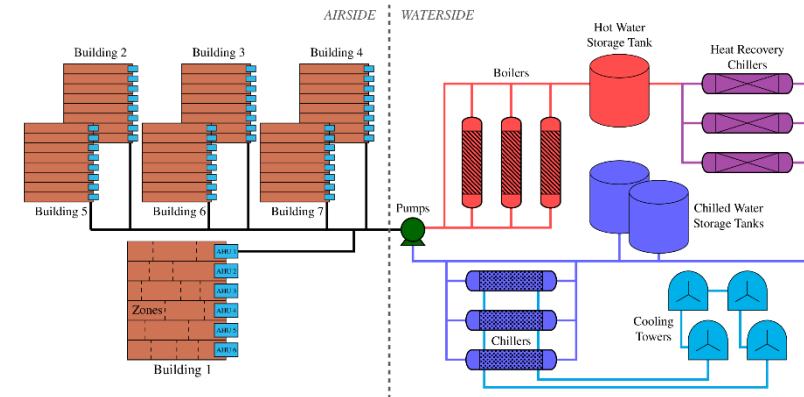 AIRSIDE
WATERSIDE
Building 2
Building 3
Building 4
Building 5
Building 6
Building 7
AHU 1
AHU 2
AHU 3
Zones
AHU 4
AHU 5
AHU 6
Building 1
Pumps
Boilers
Hot Water
Storage Tank
Heat Recovery
Chillers
Chilled Water
Storage Tanks
Chillers
Cooling
Towers